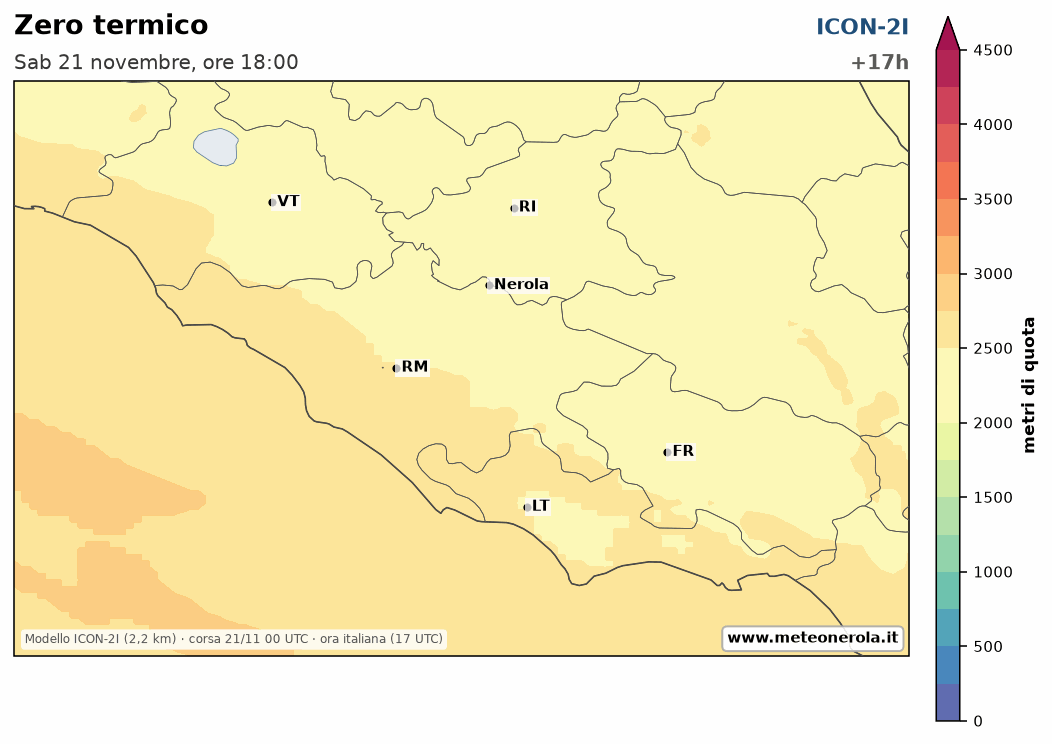 Zero termico
ICON-2I
Sab 21 novembre, ore 18:00
+17h
VT
RI
Nerola
RM
FR
LT
Modello ICON-2I (2,2 km) · corsa 21/11 00 UTC · ora italiana (17 UTC)
www.meteonerola.it
4500
4000
3500
3000
2500
2000
1500
1000
500
0
metri di quota